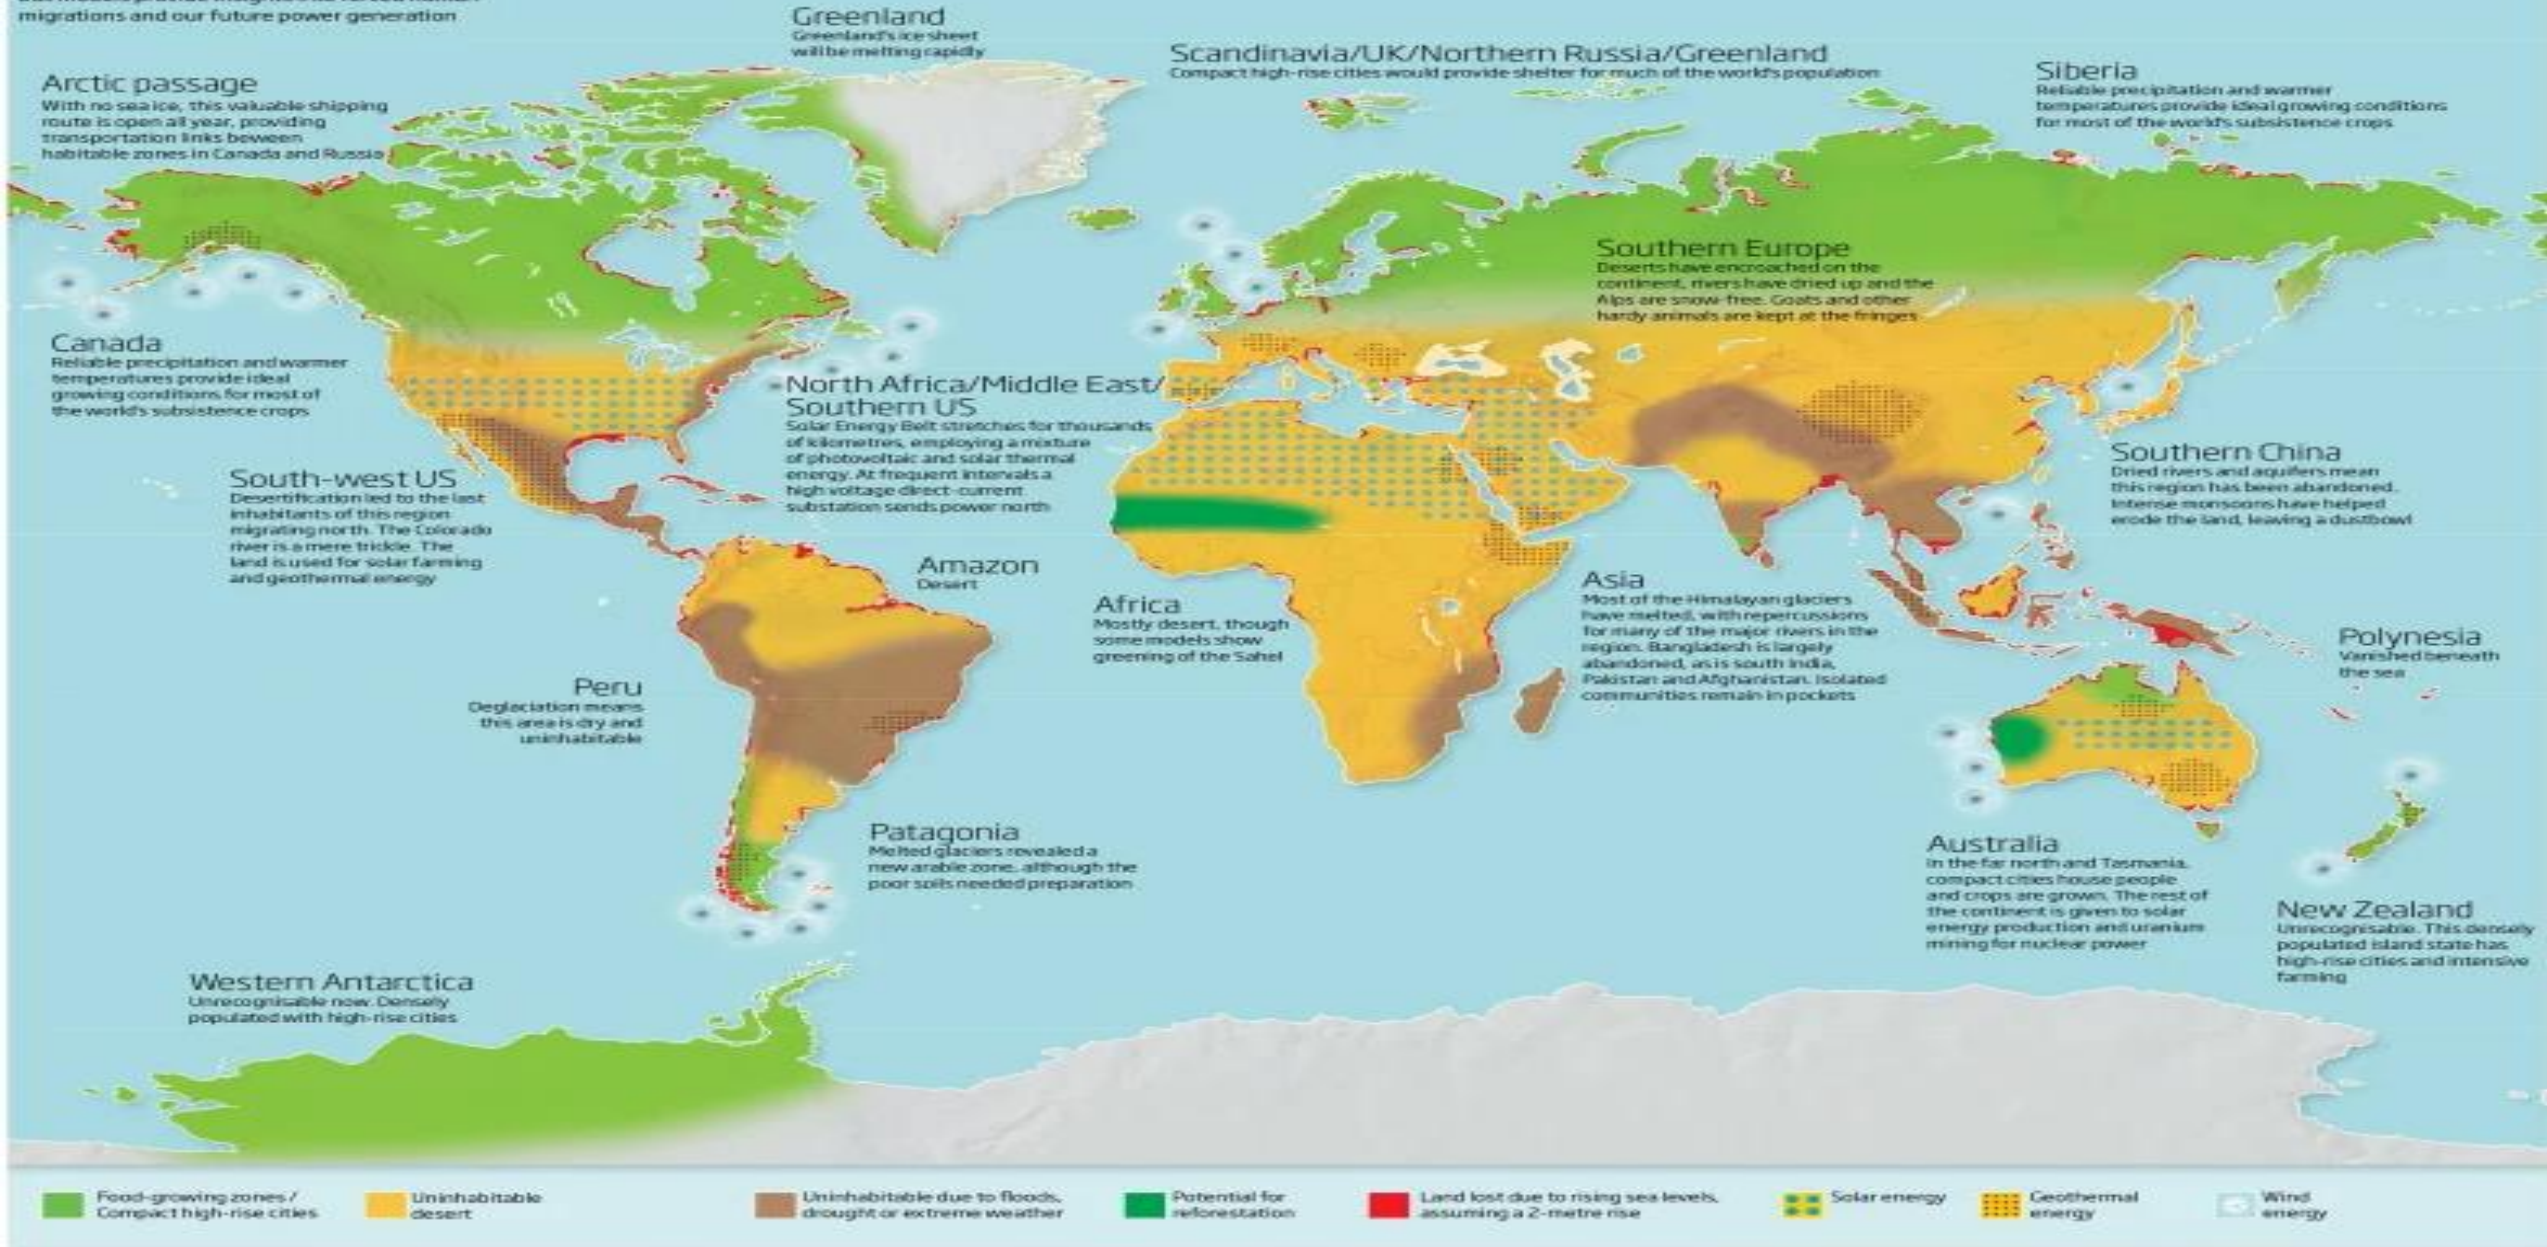 migrations and our future power generation
Greenland
Greenland's ice sheet
will be melting rapidly
Scandinavia/UK/Northern Russia/Greenland
Compact high-rise cities would provide shelter for much of the world's population
Siberia
Reliable precipitation and warmer
temperatures provide ideal growing conditions
for most of the world's subsistence crops
Arctic passage
With no sea ice, this valuable shipping
route is open all year, providing
transportation links beween
habitable zones in Canada and Russia
Southern Europe
Deserts have encroached on the
continent, rivers have dried up and the
Alps are snow-free. Goats and other
hardy animals are kept at the fringes
Canada
Reliable precipitation and warmer
temperatures provide ideal
growing conditions for most of
the world's subsistence crops
North Africa/Middle East/
Southern US
Solar Energy Belt stretches for thousands
of kilometres, employing a mixture
of photovoltaic and solar thermal
energy. At frequent intervals a
high voltage direct-current
substation sends power north
South-west US
Desertification led to the last
inhabitants of this region
migrating north. The Colorado
river is a mere trickle. The
land is used for solar farming
and geothermal energy
Southern China
Dried rivers and aquifers mean
this region has been abandoned.
Intense monsoons have helped
erode the land, leaving a dustbowl
Amazon
Desert
Africa
Mostly desert, though
some models show
greening of the Sahel
Asia
Most of the Himalayan glaciers
have melted, with repercussions
for many of the major rivers in the
region. Bangladesh is largely
abandoned, as is south India,
Pakistan and Afghanistan. Isolated
communities remain in pockets
Polynesia
Vanished beneath
the sea
Peru
Deglaciation means
this area is dry and
uninhabitable
Patagonia
Melted glaciers revealed a
new arable zone, although the
poor soils needed preparation
Australia
In the far north and Tasmania,
compact cities house people
and crops are grown. The rest of
the continent is given to solar
energy production and uranium
mining for nuclear power
New Zealand
Unrecognisable. This densely
populated island state has
high-rise cities and intensive
farming
Western Antarctica
Unrecognisable now. Densely
populated with high-rise cities
Food-growing zones /
Compact high-rise cities
Uninhabitable
desert
Uninhabitable due to floods,
drought or extreme weather
Potential for
reforestation
Land lost due to rising sea levels,
assuming a 2-metre rise
Solar energy
Geothermal
energy
Wind
energy